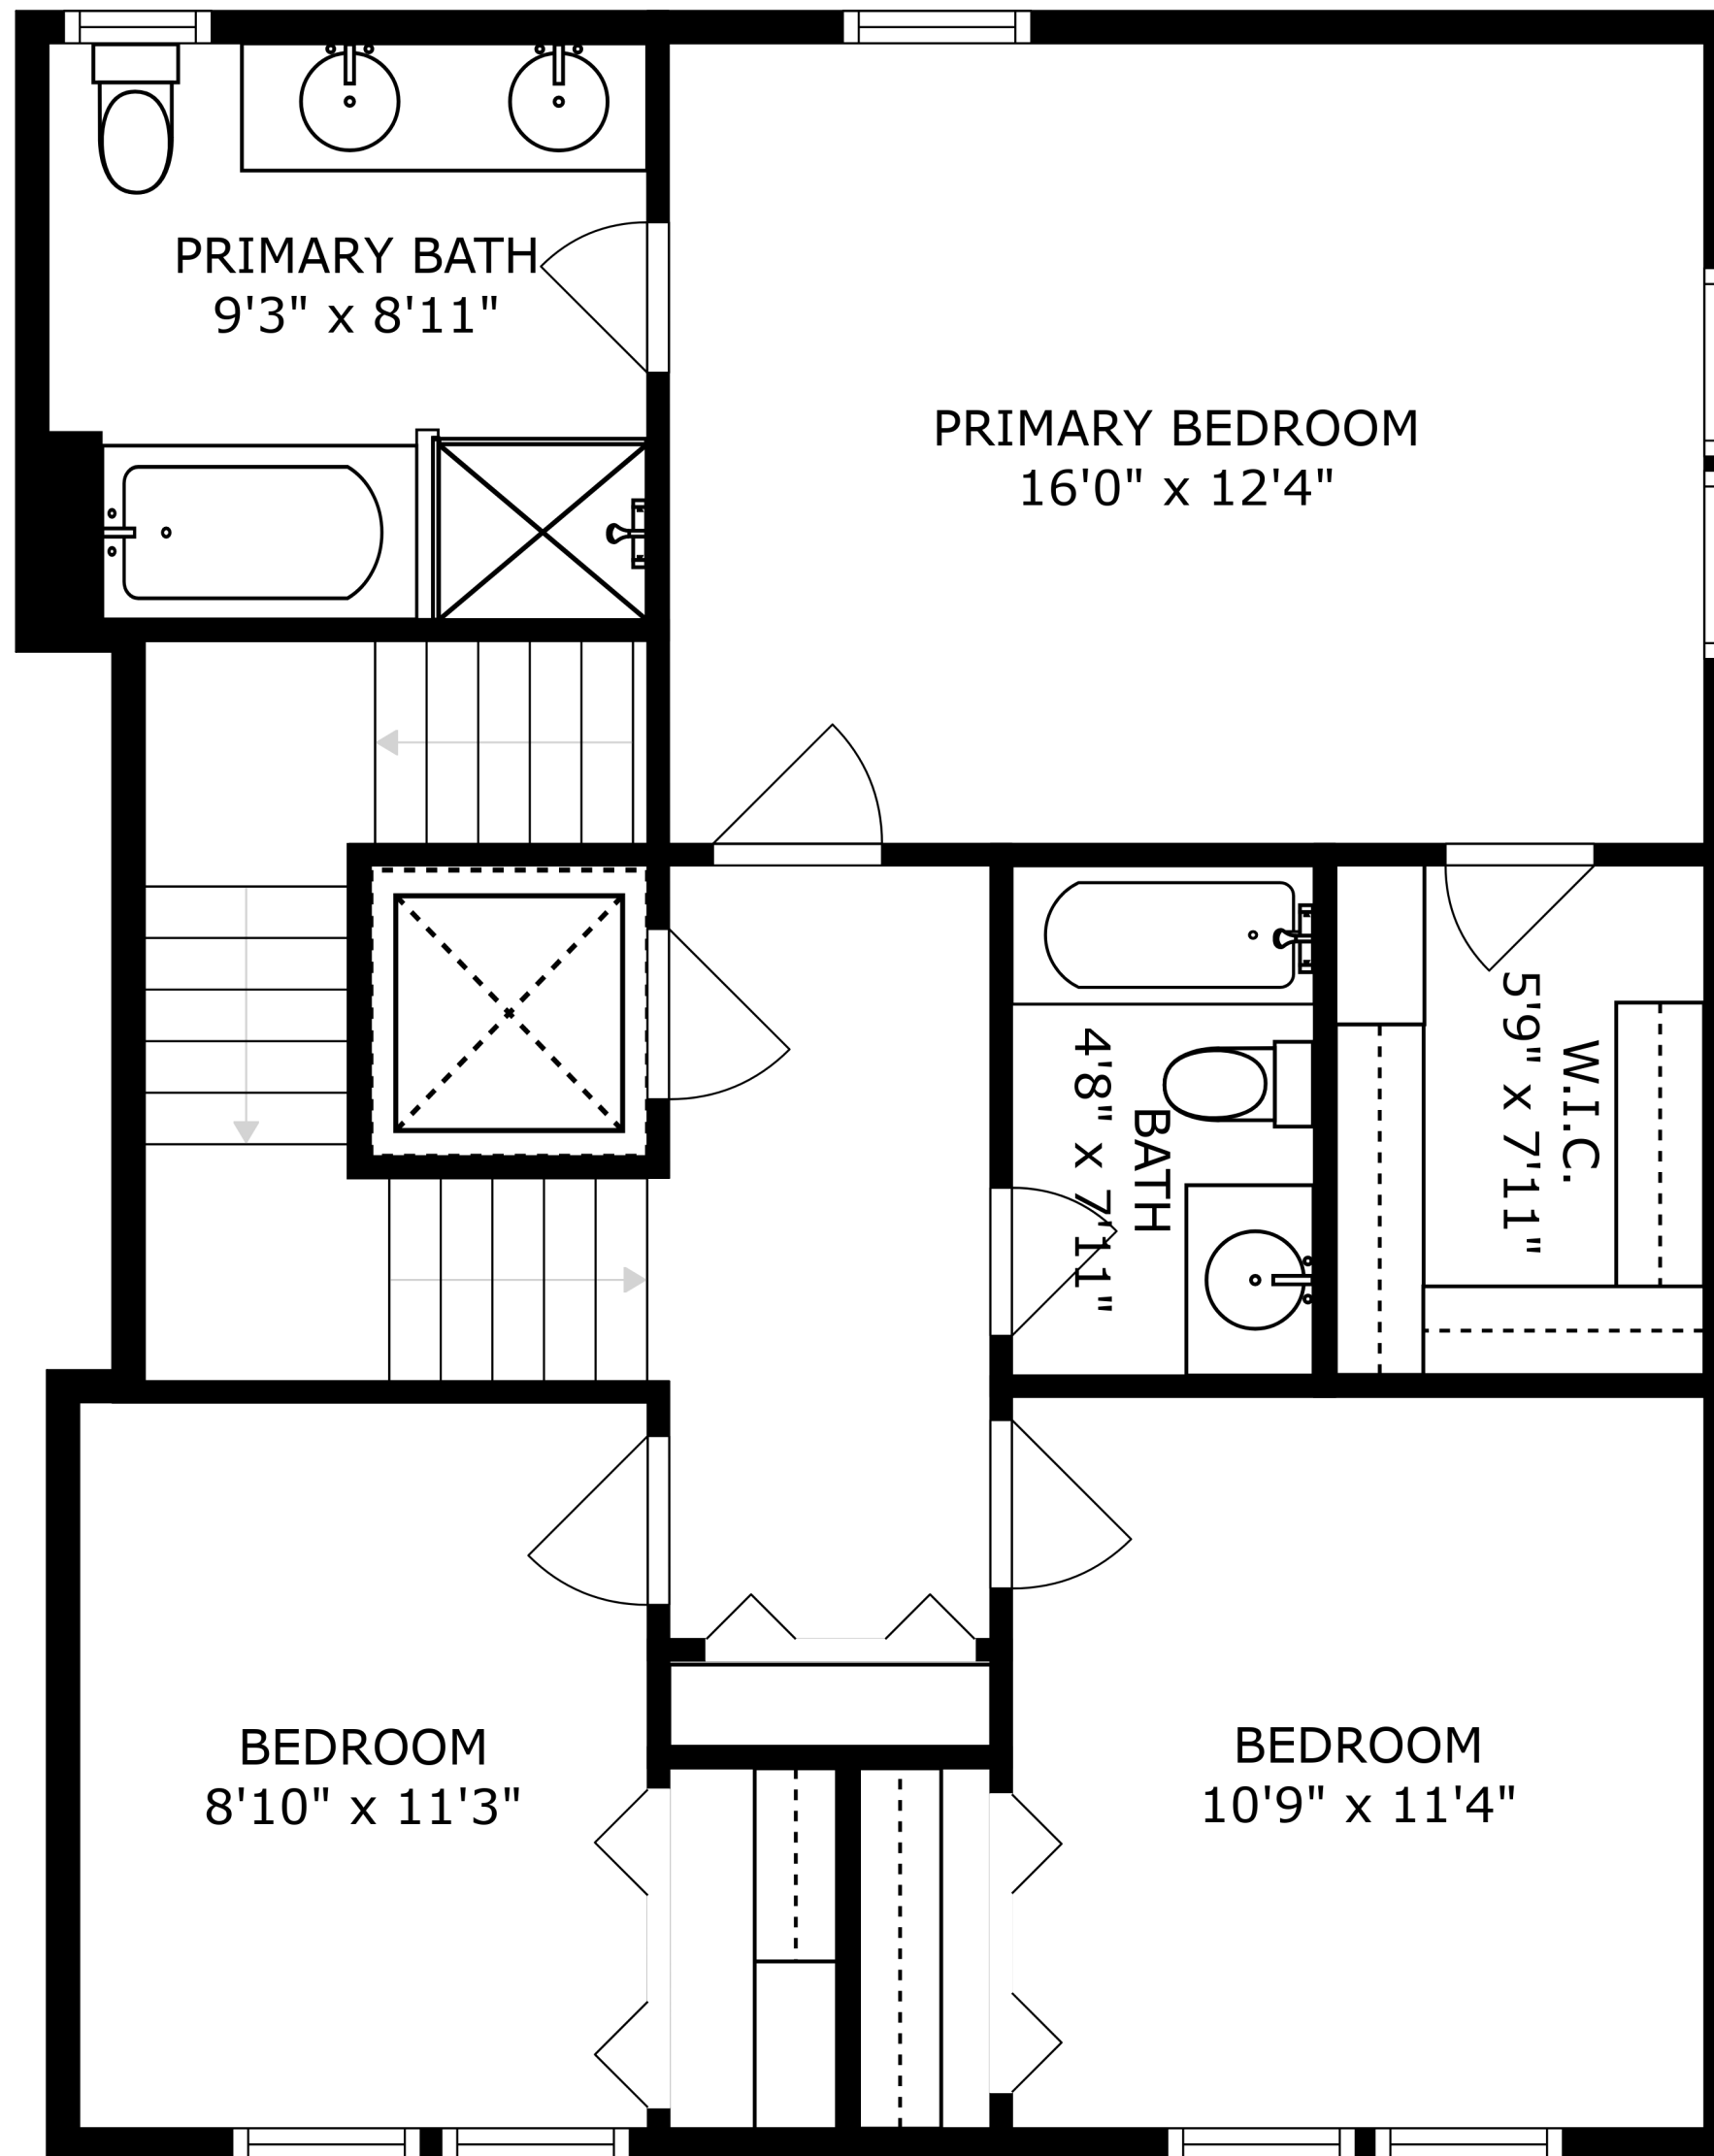 PRIMARY BATH
9'3" x 8'11"
PRIMARY BEDROOM
16'0" x 12'4"
W.I.C.
5'9" x 7'11"
BATH
4'8" x 7'11"
BEDROOM
8'10" x 11'3"
BEDROOM
10'9" x 11'4"